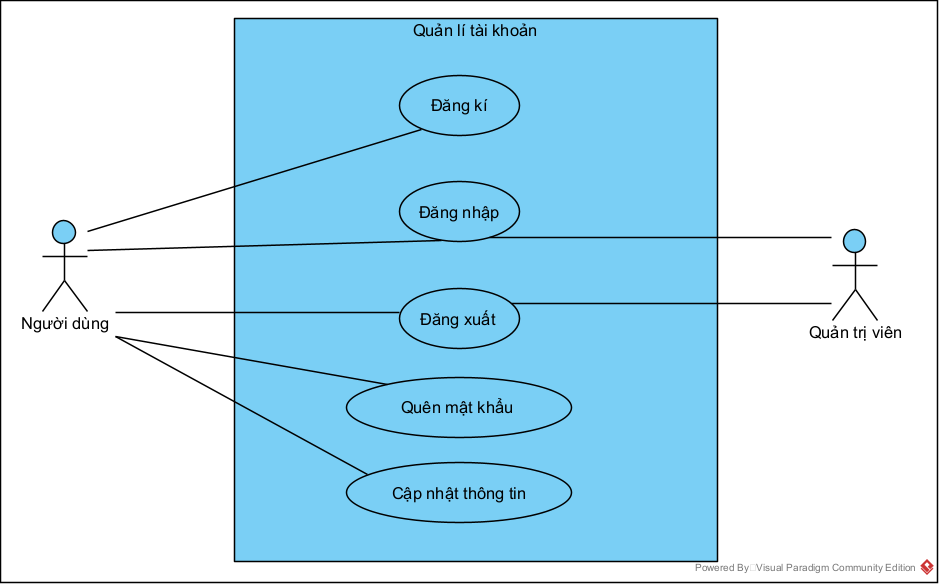 Quản lí tài khoản
Đăng kí
Đăng nhập
Đăng xuất
Quên mật khẩu
Cập nhật thông tin
Người dùng
Quản trị viên
Powered By Visual Paradigm Community Edition